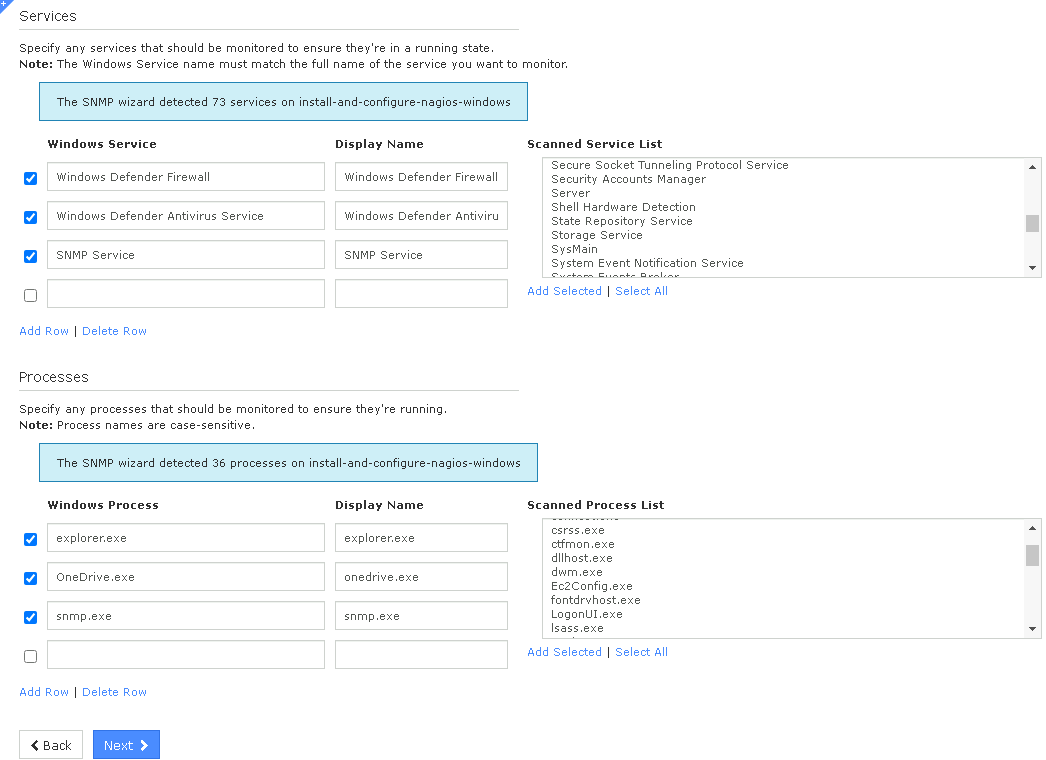 Services
Specify any services that should be monitored to ensure they're in a running state.
Note: The Windows Service name must match the full name of the service you want to monitor.
The SNMP wizard detected 73 services on install-and-configure-nagios-windows
Windows Service Display Name Scanned Service List
Windows Defender Firewall Windows Defender Firewall
Windows Defender Antivirus Service Windows Defender Antiviru
SNMP Service SNMP Service
Secure Socket Tunneling Protocol Service
Security Accounts Manager
Server
Shell Hardware Detection
State Repository Service
Storage Service
SysMain
System Event Notification Service
System Events Broker
Add Selected | Select All
Add Row | Delete Row
Processes
Specify any processes that should be monitored to ensure they're running.
Note: Process names are case-sensitive.
The SNMP wizard detected 36 processes on install-and-configure-nagios-windows
Windows Process Display Name Scanned Process List
explorer.exe explorer.exe
OneDrive.exe onedrive.exe
snmp.exe snmp.exe
csrss.exe
ctfmon.exe
dllhost.exe
dwm.exe
Ec2Config.exe
fontdrvhost.exe
LogonUI.exe
lsass.exe
Add Selected | Select All
Add Row | Delete Row
Back Next